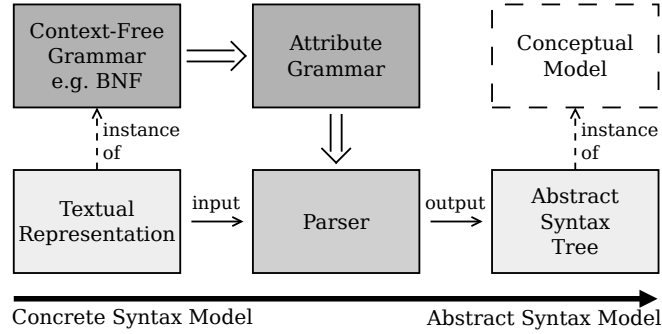 Context-Free
Grammar
e.g. BNF
Attribute
Grammar
Conceptual
Model
instance
of
instance
of
Textual
Representation
input
Parser
output
Abstract
Syntax
Tree
Concrete Syntax Model
Abstract Syntax Model